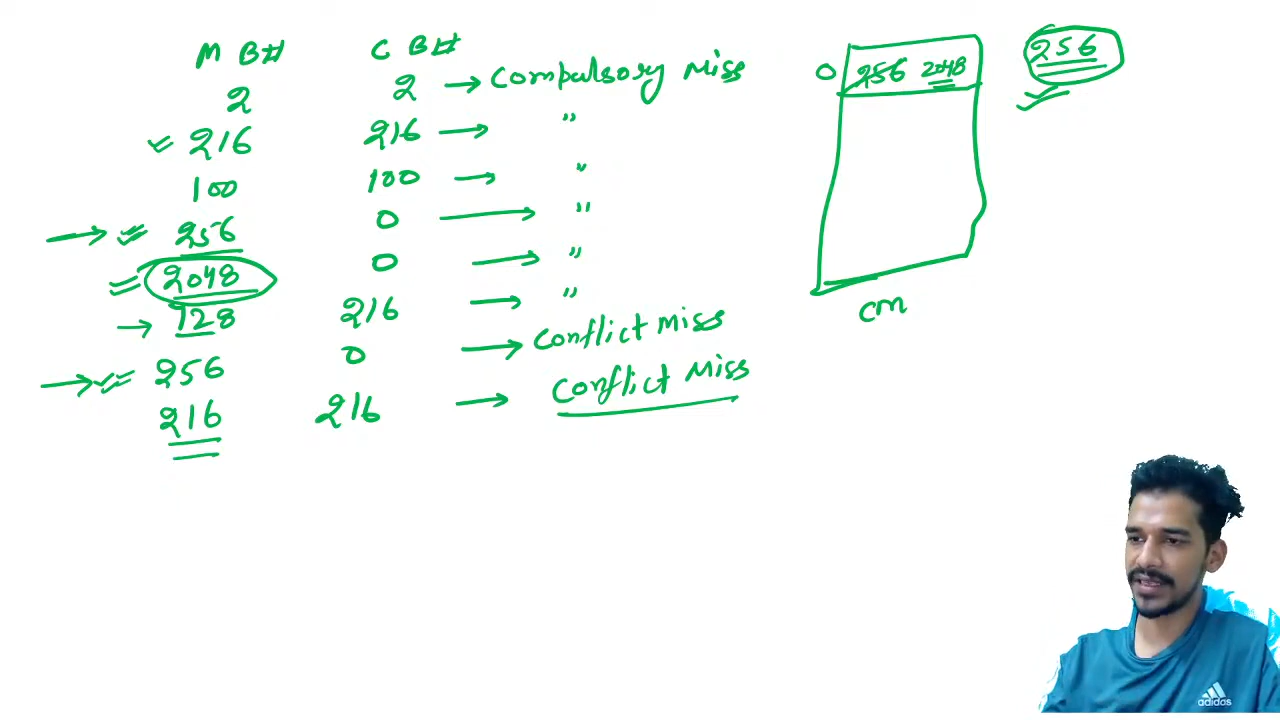 M B# C B#
2 2 → Compulsory Miss
216 216 → "
100 100 → "
→ 256 0 → "
2048 0 → "
→ 728 216 → "
→ 256 0 → Conflict Miss
216 216 → Conflict Miss
0 256 2048
256
CM
adidas